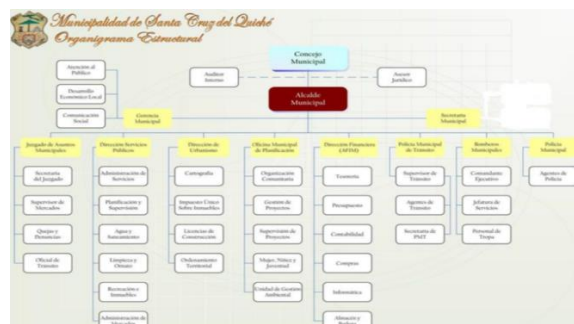 Municipalidad de Santa Cruz del Quiché
Organigrama Estructural
Concejo
Municipal
Atención al
Público
Auditor
Interno
Asesor
Jurídico
Desarrollo
Económico Local
Alcalde
Municipal
Comunicación
Social
Gerencia
Municipal
Secretaría
Municipal
Juzgado de Asuntos
Municipales
Dirección Servicios
Públicos
Dirección de
Urbanismo
Oficina Municipal
de Planificación
Dirección Financiera
(AFIM)
Policía Municipal
de Tránsito
Bomberos
Municipales
Policía
Municipal
Secretaría
del Juzgado
Administración de
Servicios
Cartografía
Organización
Comunitaria
Tesorería
Supervisor de
Tránsito
Comandante
Ejecutivo
Agentes de
Policía
Supervisor de
Mercados
Planificación y
Supervisión
Impuesto Único
Sobre Inmuebles
Gestión de
Proyectos
Presupuesto
Agentes de
Tránsito
Jefatura de
Servicios
Quejas y
Denuncias
Agua y
Saneamiento
Licencias de
Construcción
Supervisión de
Proyectos
Contabilidad
Secretaría de
PMT
Personal de
Tropa
Oficial de
Tránsito
Limpieza y
Ornato
Ordenamiento
Territorial
Mujer, Niñez y
Juventud
Compras
Recreación e
Inmuebles
Unidad de Gestión
Ambiental
Informática
Administración de
Mercados
Almacén y